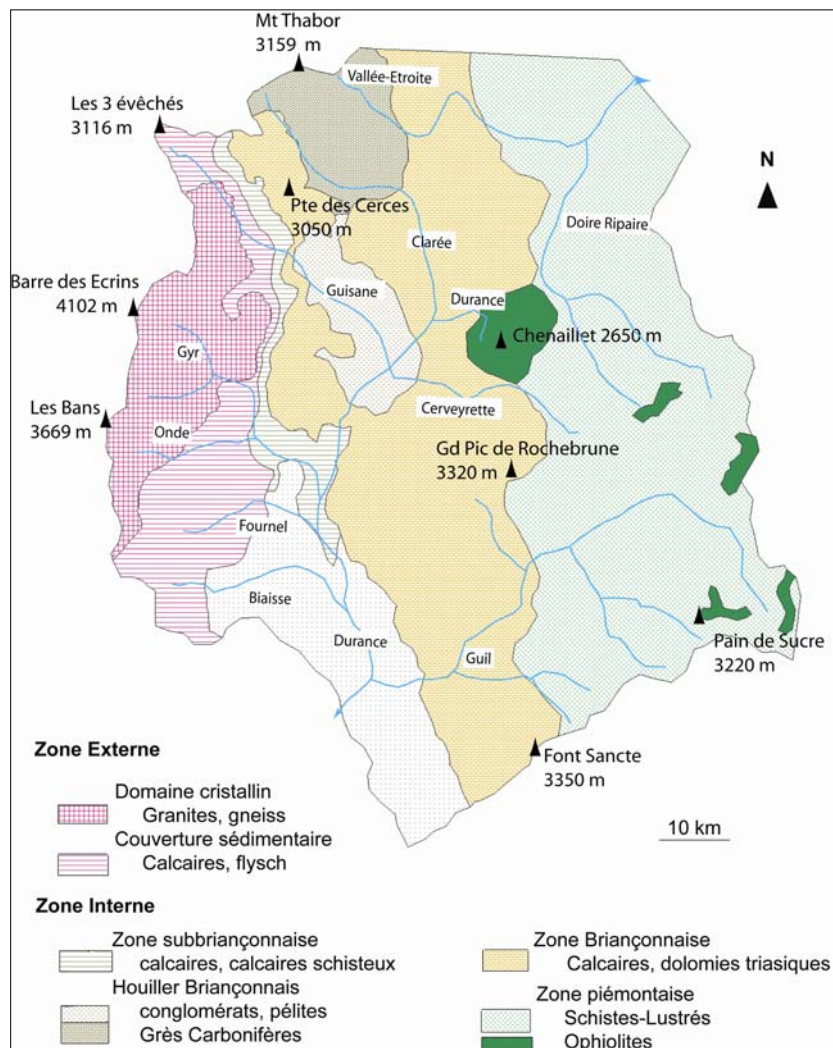 Mt Thabor
3159 m
Vallée-Etroite
Les 3 évêchés
3116 m
N
Pte des Cerces
3050 m
Clarée
Doire Ripaire
Barre des Ecrins
4102 m
Guisane
Durance
Chenaillet 2650 m
Gyr
Les Bans
3669 m
Onde
Cerveyrette
Gd Pic de Rochebrune
3320 m
Fournel
Biaisse
Durance
Guil
Pain de Sucre
3220 m
Font Sancte
3350 m
10 km
Zone Externe
Domaine cristallin
Granites, gneiss
Couverture sédimentaire
Calcaires, flysch
Zone Interne
Zone subbriançonnaise
calcaires, calcaires schisteux
Houiller Briançonnais
conglomérats, pélites
Grès Carbonifères
Zone Briançonnaise
Calcaires, dolomies triasiques
Zone piémontaise
Schistes-Lustrés
Ophiolites